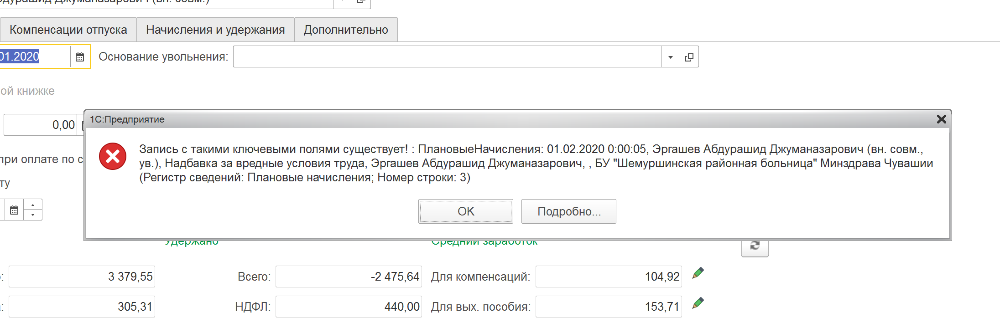 Абдурашид Джуманазарович (вн. совм.)
Компенсации отпуска
Начисления и удержания
Дополнительно
01.2020
Основание увольнения:
ой книжке
0,00
1С:Предприятие
Запись с такими ключевыми полями существует! : ПлановыеНачисления: 01.02.2020 0:00:05, Эргашев Абдурашид Джуманазарович (вн. совм.,
ув.), Надбавка за вредные условия труда, Эргашев Абдурашид Джуманазарович, , БУ "Шемуршинская районная больница" Минздрава Чувашии
(Регистр сведений: Плановые начисления; Номер строки: 3)
при оплате по с
ту
OK
Подробно...
Удержано
Средний заработок
3 379,55
Всего:
-2 475,64
Для компенсаций:
104,92
305,31
НДФЛ:
440,00
Для вых. пособия:
153,71